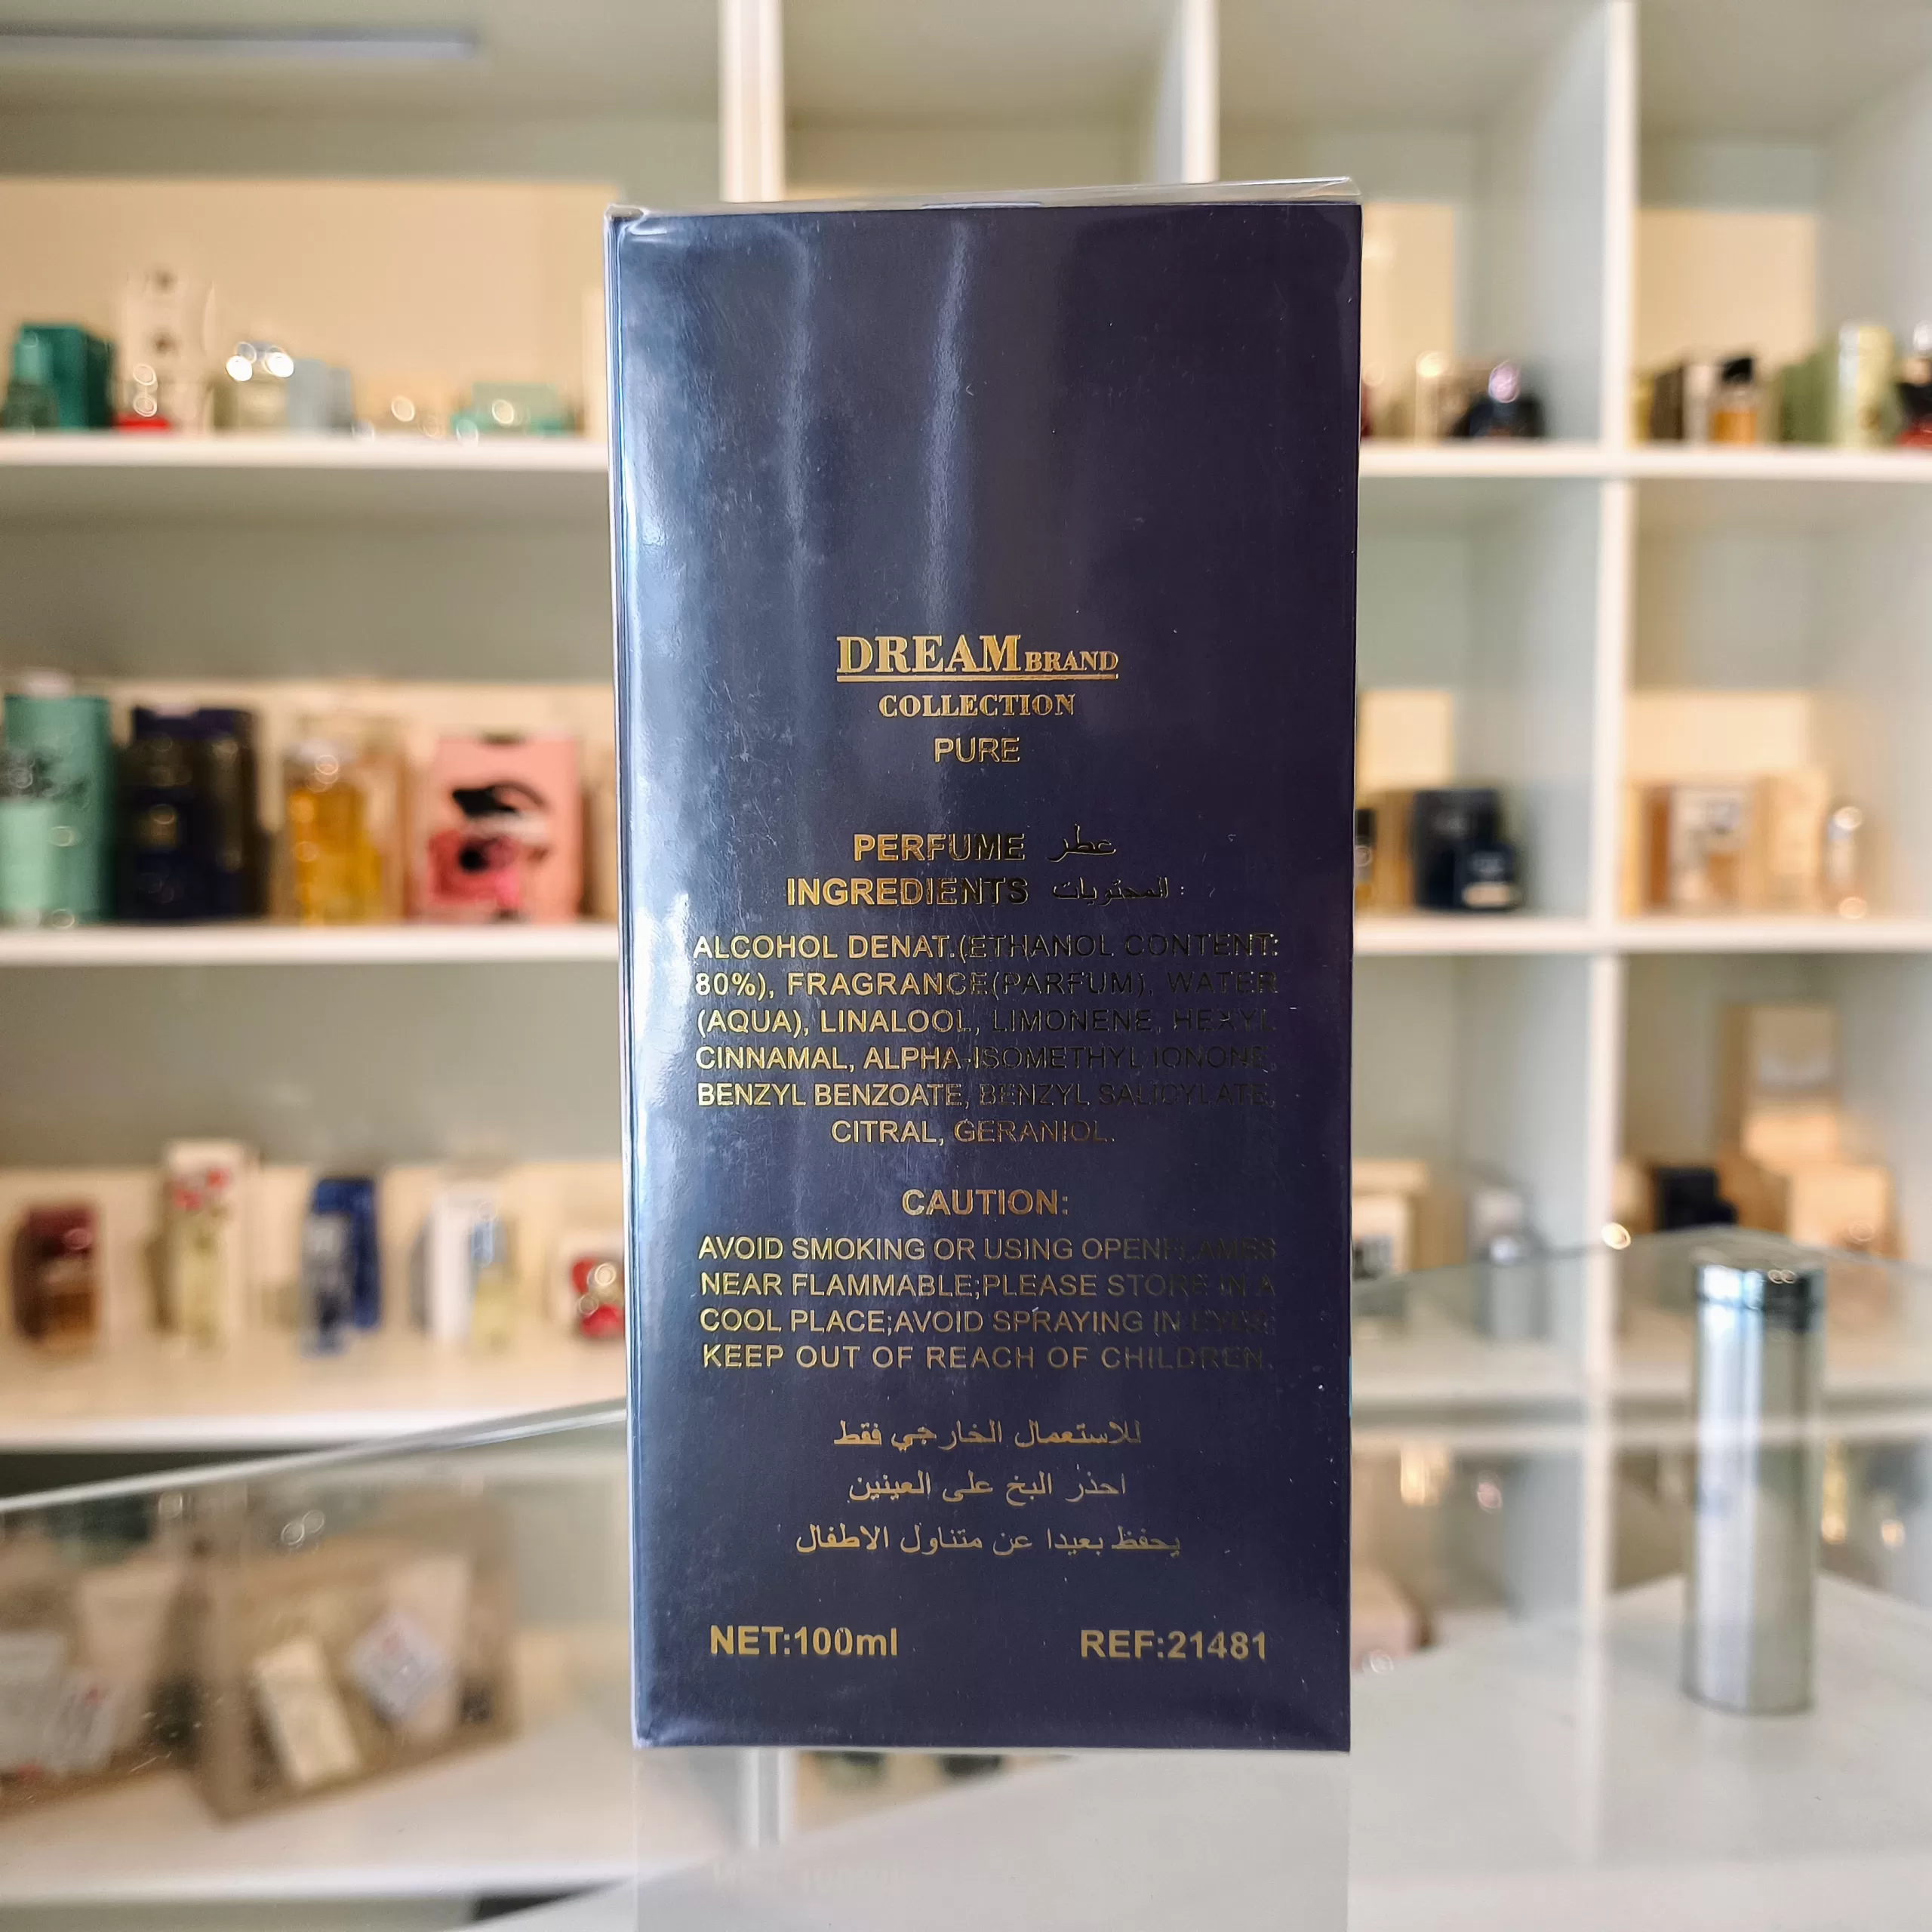 DREAM BRAND
COLLECTION
PURE
PERFUME عطر
INGREDIENTS المحتويات :
ALCOHOL DENAT.(ETHANOL CONTENT:
80%), FRAGRANCE(PARFUM), WATER
(AQUA), LINALOOL, LIMONENE, HEXYL
CINNAMAL, ALPHA-ISOMETHYL IONONE,
BENZYL BENZOATE, BENZYL SALICYLATE,
CITRAL, GERANIOL.
CAUTION:
AVOID SMOKING OR USING OPENFLAMES
NEAR FLAMMABLE;PLEASE STORE IN A
COOL PLACE;AVOID SPRAYING IN EYES;
KEEP OUT OF REACH OF CHILDREN.
للاستعمال الخارجي فقط
احذر البخ على العينين
يحفظ بعيدا عن متناول الاطفال
NET:100ml REF:21481